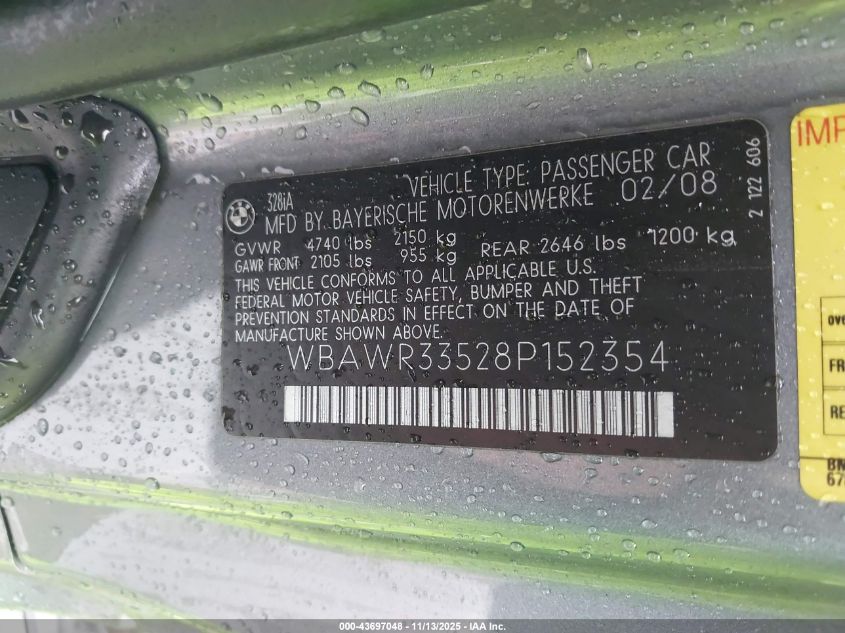 328iA VEHICLE TYPE: PASSENGER CAR
MFD BY BAYERISCHE MOTORENWERKE 02/08
GVWR 4740 lbs 2150 kg
GAWR FRONT 2105 lbs 955 kg REAR 2646 lbs 1200 kg
THIS VEHICLE CONFORMS TO ALL APPLICABLE U.S.
FEDERAL MOTOR VEHICLE SAFETY, BUMPER AND THEFT
PREVENTION STANDARDS IN EFFECT ON THE DATE OF
MANUFACTURE SHOWN ABOVE.
WBAWR33528P152354
2 122 606
000-43697048 - 11/13/2025 - IAA Inc.